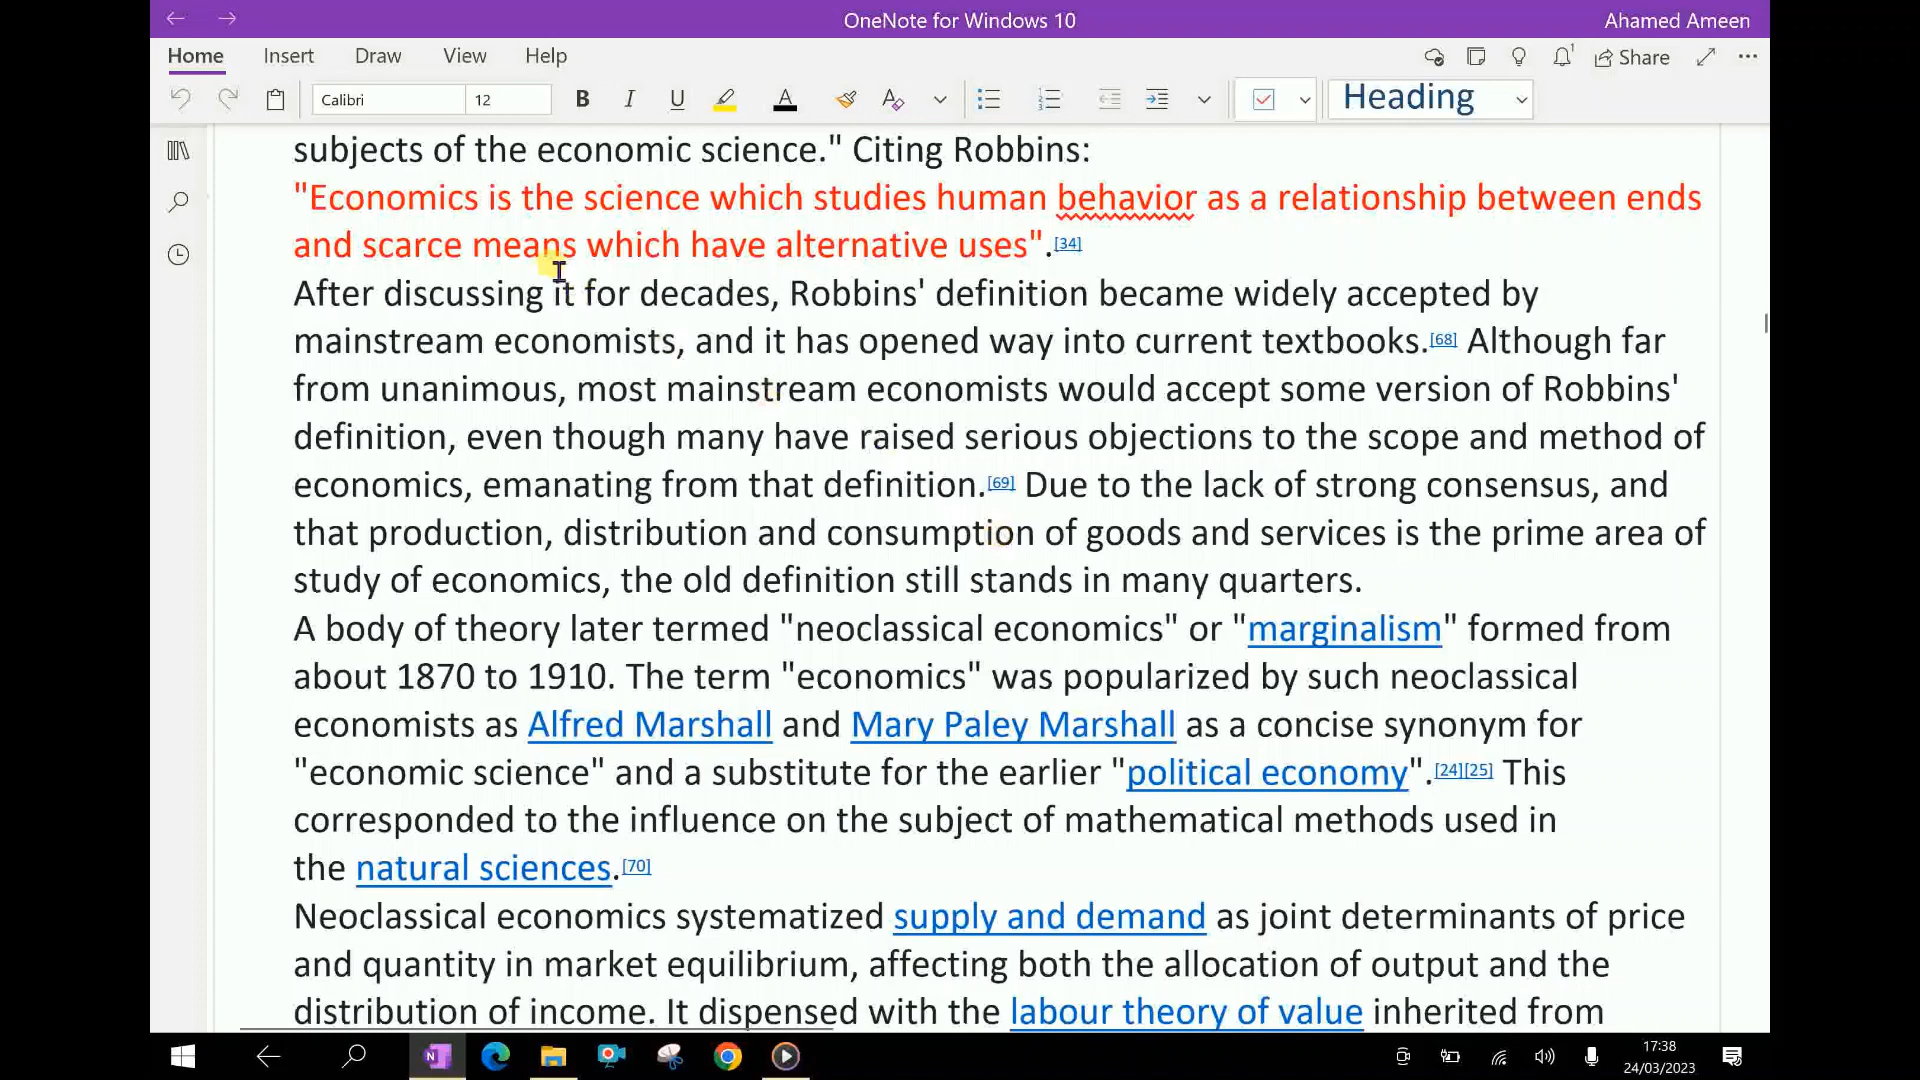 OneNote for Windows 10
Ahamed Ameen
Home Insert Draw View Help
1 Share
Calibri 12 B I U A A Heading
subjects of the economic science." Citing Robbins:
"Economics is the science which studies human behavior as a relationship between ends
and scarce means which have alternative uses".[34]
After discussing it for decades, Robbins' definition became widely accepted by
mainstream economists, and it has opened way into current textbooks.[68] Although far
from unanimous, most mainstream economists would accept some version of Robbins'
definition, even though many have raised serious objections to the scope and method of
economics, emanating from that definition.[69] Due to the lack of strong consensus, and
that production, distribution and consumption of goods and services is the prime area of
study of economics, the old definition still stands in many quarters.
A body of theory later termed "neoclassical economics" or "marginalism" formed from
about 1870 to 1910. The term "economics" was popularized by such neoclassical
economists as Alfred Marshall and Mary Paley Marshall as a concise synonym for
"economic science" and a substitute for the earlier "political economy".[24][25] This
corresponded to the influence on the subject of mathematical methods used in
the natural sciences.[70]
Neoclassical economics systematized supply and demand as joint determinants of price
and quantity in market equilibrium, affecting both the allocation of output and the
distribution of income. It dispensed with the labour theory of value inherited from
N
17:38
24/03/2023